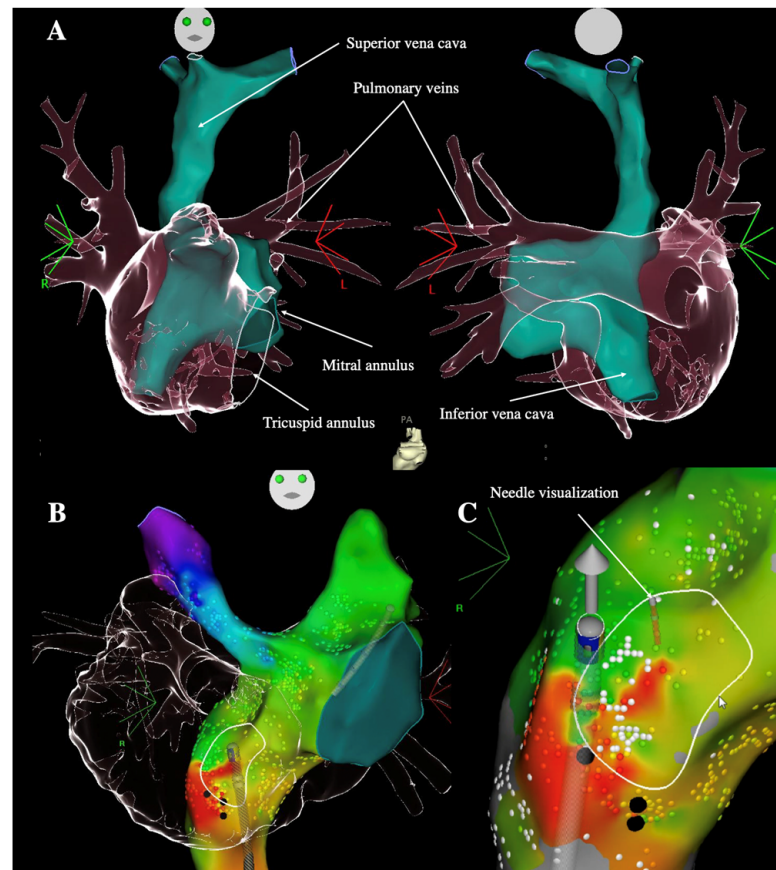 A
Superior vena cava
Pulmonary veins
R
L
L
Mitral annulus
Tricuspid annulus
Inferior vena cava
PA
B
R
C
Needle visualization
R